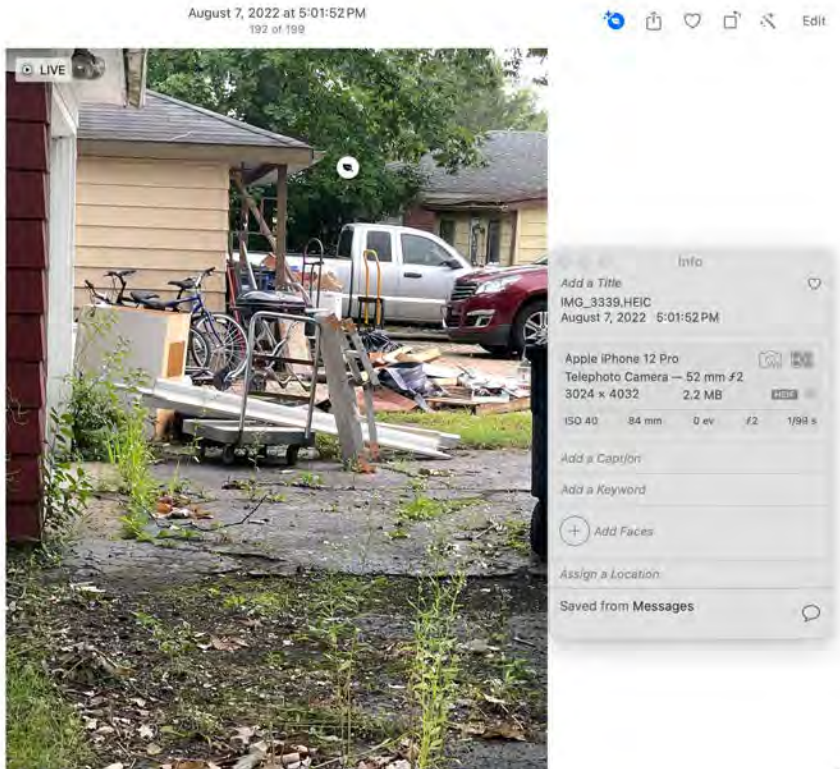 August 7, 2022 at 5:01:52 PM
192 of 199
Edit
LIVE
Info
Add a Title
IMG_3339.HEIC
August 7, 2022 5:01:52 PM
Apple iPhone 12 Pro
Telephoto Camera — 52 mm ƒ2
3024 x 4032 2.2 MB HEIF
ISO 40 84 mm 0 ev ƒ2 1/99 s
Add a Caption
Add a Keyword
Add Faces
Assign a Location
Saved from Messages